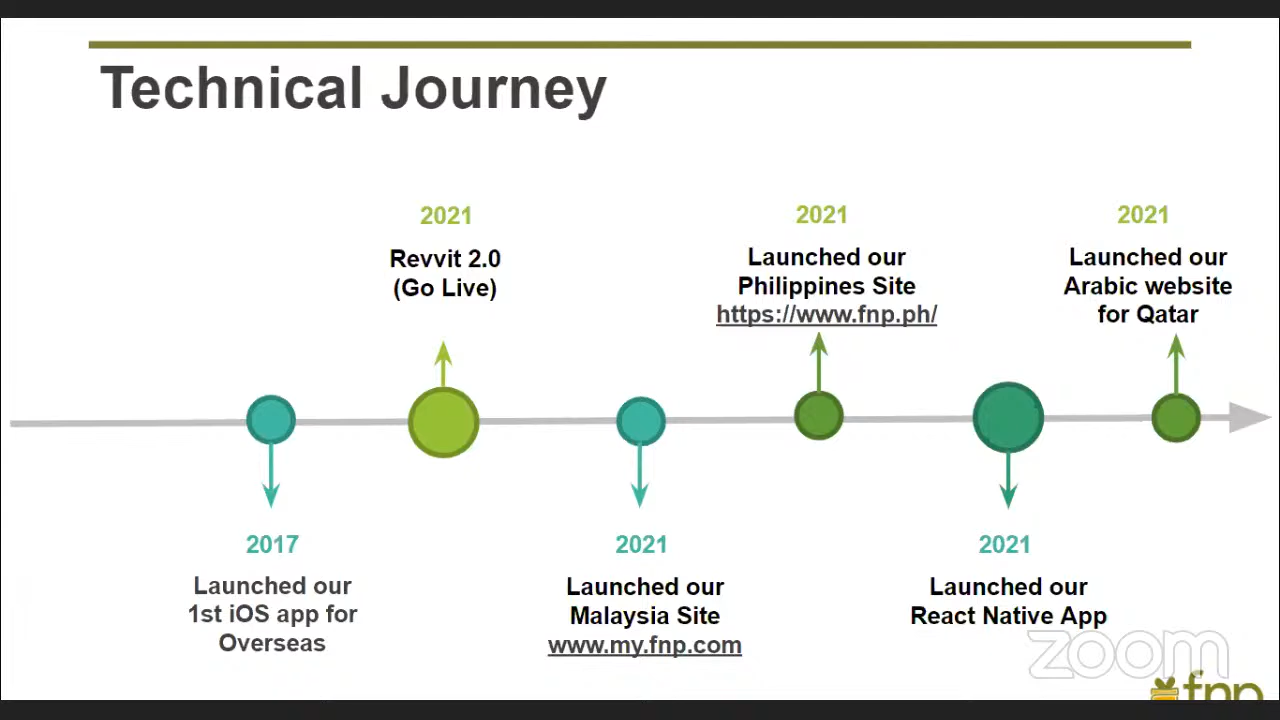 Technical Journey
2021
Revvit 2.0
(Go Live)
2021
Launched our
Philippines Site
https://www.fnp.ph/
2021
Launched our
Arabic website
for Qatar
2017
Launched our
1st iOS app for
Overseas
2021
Launched our
Malaysia Site
www.my.fnp.com
2021
Launched our
React Native App
zoom
fnp